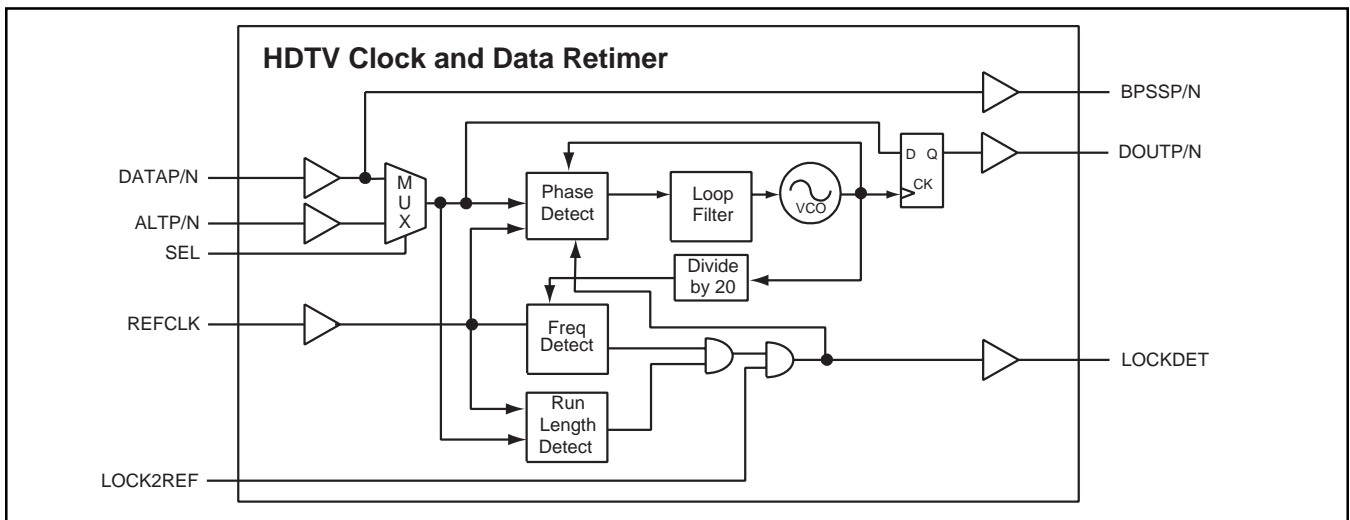 HDTV Clock and Data Retimer
BPSSP/N
DATAP/N
MUX
Phase
Detect
Loop
Filter
VCO
D Q
CK
DOUTP/N
ALTP/N
SEL
Divide
by 20
REFCLK
Freq
Detect
LOCKDET
Run
Length
Detect
LOCK2REF